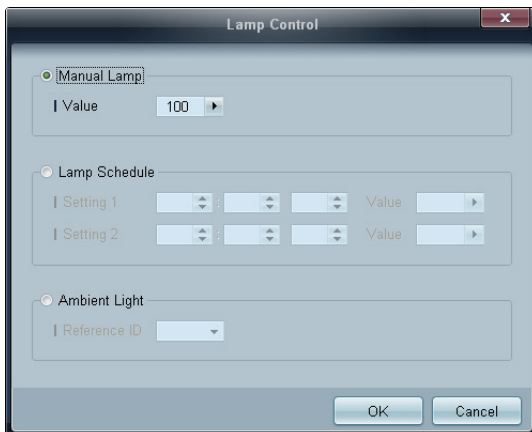 Lamp Control
x
Manual Lamp
Value 100
Lamp Schedule
Setting 1 : Value
Setting 2 : Value
Ambient Light
Reference ID
OK Cancel